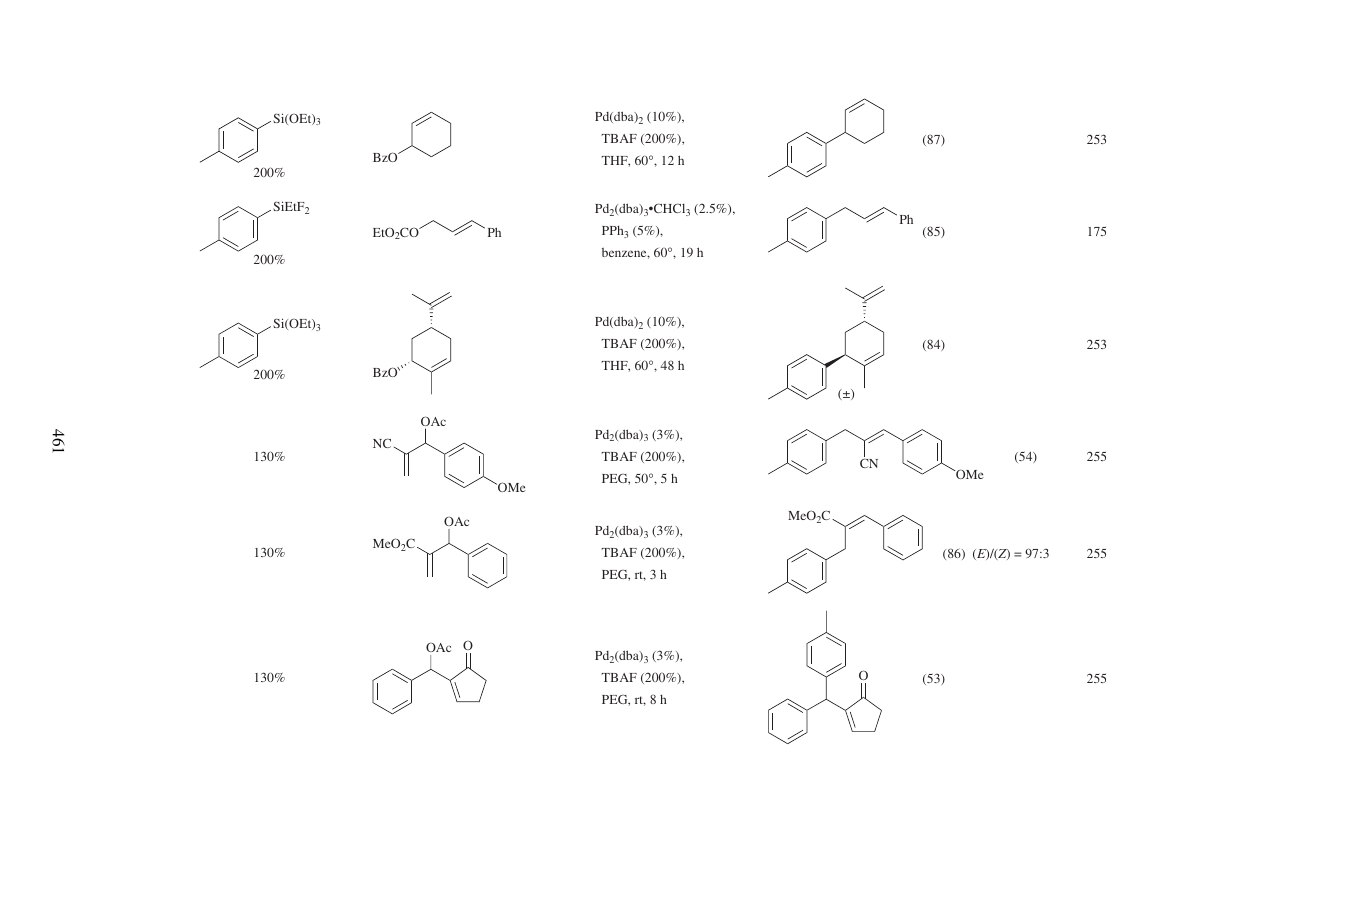 Si(OEt)3
200%
BzO
Pd(dba)2 (10%),
TBAF (200%),
THF, 60°, 12 h
(87)
253
SiEtF2
200%
EtO2CO
Ph
Pd2(dba)3•CHCl3 (2.5%),
PPh3 (5%),
benzene, 60°, 19 h
Ph
(85)
175
Si(OEt)3
200%
BzO
Pd(dba)2 (10%),
TBAF (200%),
THF, 60°, 48 h
(±)
(84)
253
461
130%
OAc
NC
OMe
Pd2(dba)3 (3%),
TBAF (200%),
PEG, 50°, 5 h
CN
OMe
(54)
255
130%
OAc
MeO2C
Pd2(dba)3 (3%),
TBAF (200%),
PEG, rt, 3 h
MeO2C
(86) (E)/(Z) = 97:3
255
130%
OAc
O
Pd2(dba)3 (3%),
TBAF (200%),
PEG, rt, 8 h
O
(53)
255